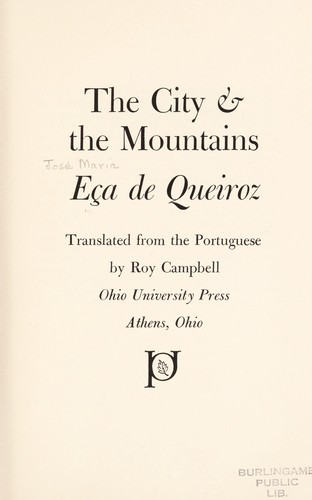 The City &
the Mountains
José Maria
Eça de Queiroz
Translated from the Portuguese
by Roy Campbell
Ohio University Press
Athens, Ohio
BURLINGAME
PUBLIC
LIB.